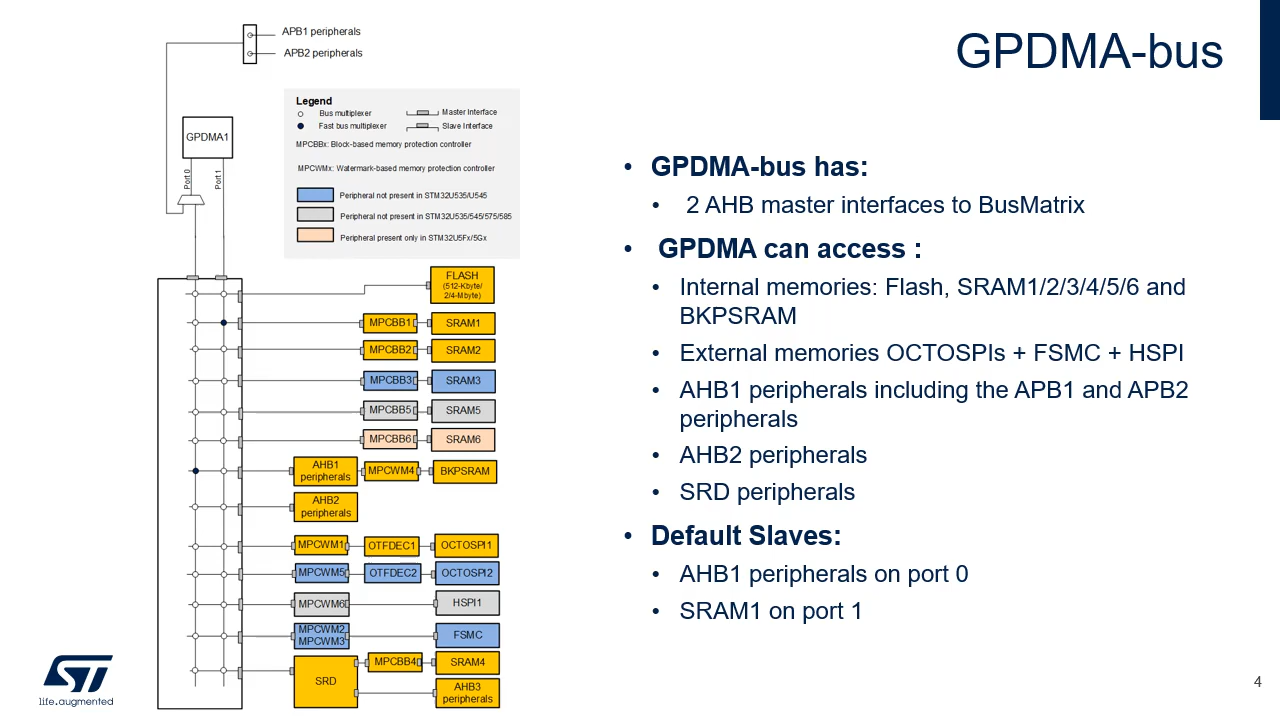 APB1 peripherals
APB2 peripherals
GPDMA-bus
Legend
Bus multiplexer
Master Interface
Fast bus multiplexer
Slave Interface
MPCBBx: Block-based memory protection controller
MPCWMx: Watermark-based memory protection controller
Peripheral not present in STM32U535/U545
Peripheral not present in STM32U535/545/575/585
Peripheral present only in STM32U5Fx/5Gx
GPDMA1
Port 0
Port 1
FLASH
(512-Kbyte/
2/4-Mbyte)
MPCBB1
SRAM1
MPCBB2
SRAM2
MPCBB3
SRAM3
MPCBB5
SRAM5
MPCBB6
SRAM6
AHB1
peripherals
MPCWM4
BKPSRAM
AHB2
peripherals
MPCWM1
OTFDEC1
OCTOSPI1
MPCWM5
OTFDEC2
OCTOSPI2
MPCWM6
HSPI1
MPCWM2
MPCWM3
FSMC
SRD
MPCBB4
SRAM4
AHB3
peripherals
• GPDMA-bus has:
• 2 AHB master interfaces to BusMatrix
• GPDMA can access :
• Internal memories: Flash, SRAM1/2/3/4/5/6 and
BKPSRAM
• External memories OCTOSPIs + FSMC + HSPI
• AHB1 peripherals including the APB1 and APB2
peripherals
• AHB2 peripherals
• SRD peripherals
• Default Slaves:
• AHB1 peripherals on port 0
• SRAM1 on port 1
ST
life.augmented
4